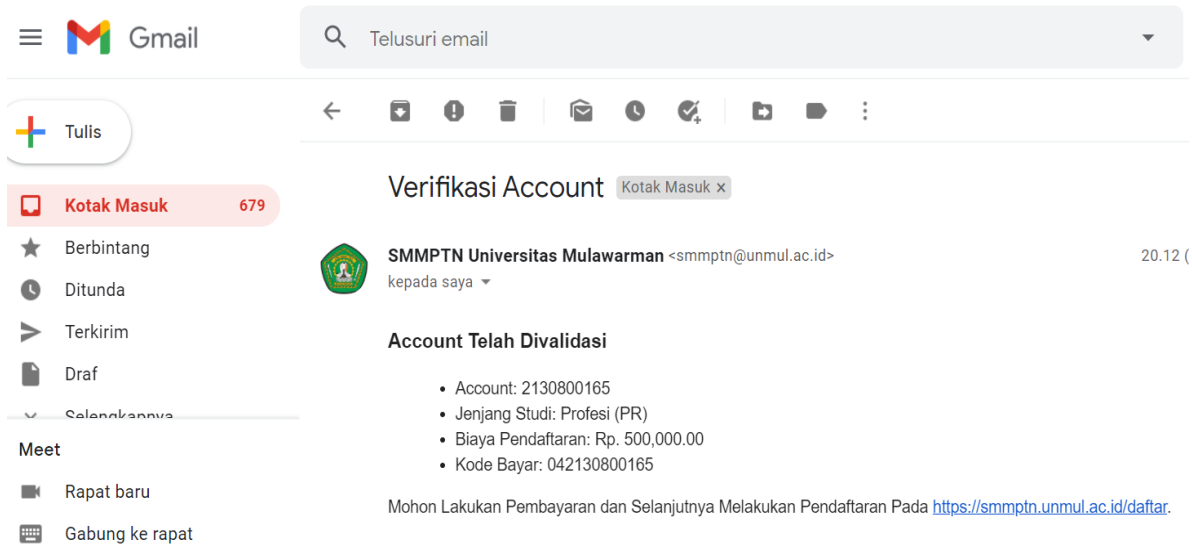 Gmail
Telusuri email
Tulis
Verifikasi Account Kotak Masuk x
Kotak Masuk 679
Berbintang
Ditunda
Terkirim
Draf
Selengkapnya
Meet
Rapat baru
Gabung ke rapat
SMMPTN Universitas Mulawarman <smmptn@unmul.ac.id> 20.12 (
kepada saya
Account Telah Divalidasi
• Account: 2130800165
• Jenjang Studi: Profesi (PR)
• Biaya Pendaftaran: Rp. 500,000.00
• Kode Bayar: 042130800165
Mohon Lakukan Pembayaran dan Selanjutnya Melakukan Pendaftaran Pada https://smmptn.unmul.ac.id/daftar.